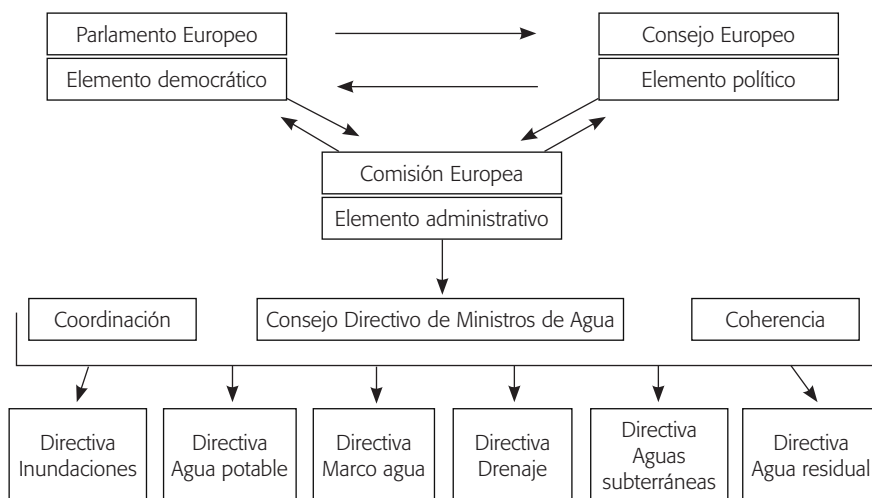 Parlamento Europeo
Consejo Europeo
Elemento democrático
Elemento político
Comisión Europea
Elemento administrativo
Coordinación
Consejo Directivo de Ministros de Agua
Coherencia
Directiva
Inundaciones
Directiva
Agua potable
Directiva
Marco agua
Directiva
Drenaje
Directiva
Aguas
subterráneas
Directiva
Agua residual